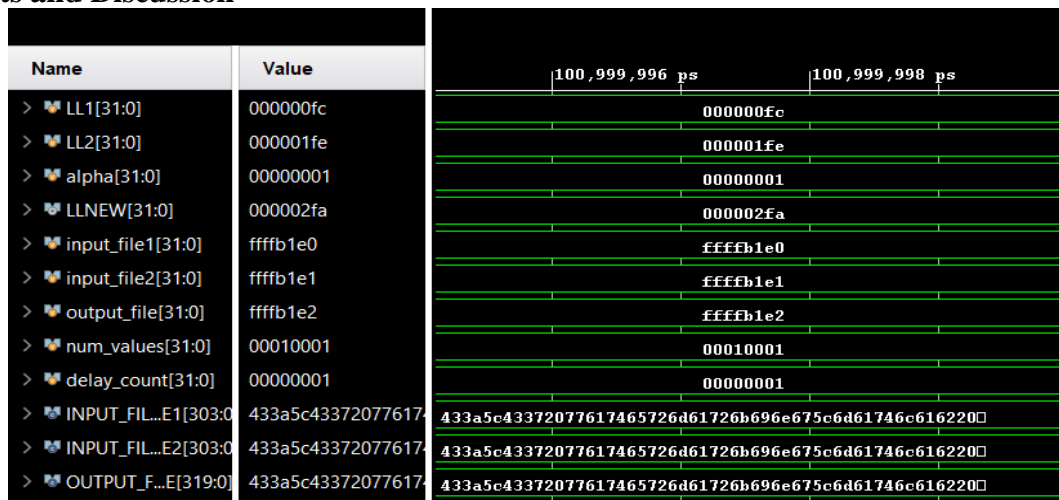 ts and Discussion
Name Value 100,999,996 ps 100,999,998 ps
LL1[31:0] 000000fc 000000fc
LL2[31:0] 000001fe 000001fe
alpha[31:0] 00000001 00000001
LLNEW[31:0] 000002fa 000002fa
input_file1[31:0] ffffb1e0 ffffb1e0
input_file2[31:0] ffffb1e1 ffffb1e1
output_file[31:0] ffffb1e2 ffffb1e2
num_values[31:0] 00010001 00010001
delay_count[31:0] 00000001 00000001
INPUT_FIL...E1[303:0 433a5c43372077617 433a5c43372077617465726d61726b696e675c6d61746c616220
INPUT_FIL...E2[303:0 433a5c43372077617 433a5c43372077617465726d61726b696e675c6d61746c616220
OUTPUT_F...E[319:0] 433a5c43372077617 433a5c43372077617465726d61726b696e675c6d61746c616220